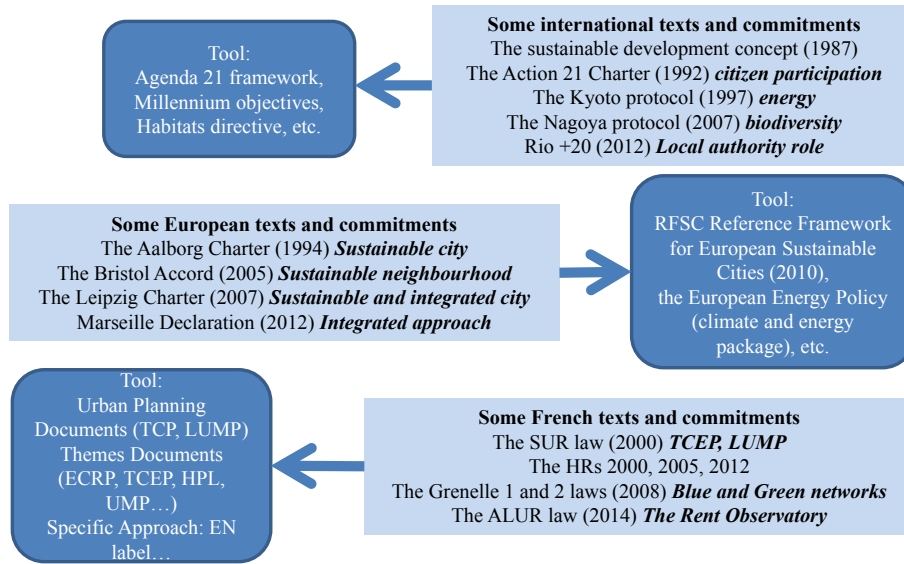 Tool:
Agenda 21 framework,
Millennium objectives,
Habitats directive, etc.
Some international texts and commitments
The sustainable development concept (1987)
The Action 21 Charter (1992) citizen participation
The Kyoto protocol (1997) energy
The Nagoya protocol (2007) biodiversity
Rio +20 (2012) Local authority role
Some European texts and commitments
The Aalborg Charter (1994) Sustainable city
The Bristol Accord (2005) Sustainable neighbourhood
The Leipzig Charter (2007) Sustainable and integrated city
Marseille Declaration (2012) Integrated approach
Tool:
RFSC Reference Framework
for European Sustainable
Cities (2010),
the European Energy Policy
(climate and energy
package), etc.
Tool:
Urban Planning
Documents (TCP, LUMP)
Themes Documents
(ECRP, TCEP, HPL,
UMP…)
Specific Approach: EN
label…
Some French texts and commitments
The SUR law (2000) TCEP, LUMP
The HRs 2000, 2005, 2012
The Grenelle 1 and 2 laws (2008) Blue and Green networks
The ALUR law (2014) The Rent Observatory